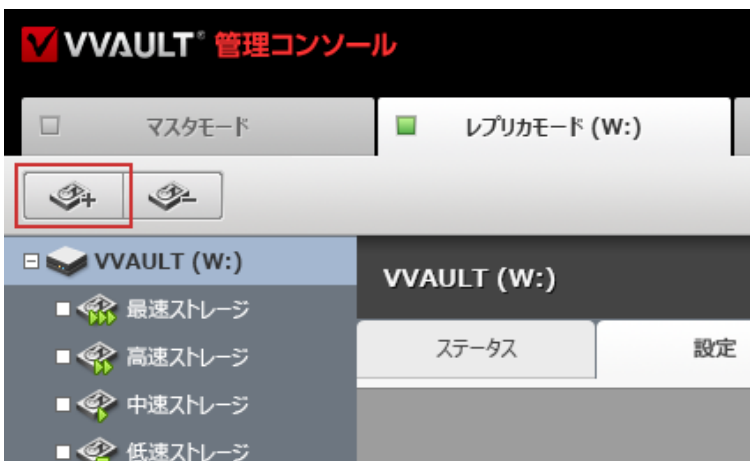 VVAULT® 管理コンソール
マスタモード
レプリカモード (W:)
VVAULT (W:)
最速ストレージ
高速ストレージ
中速ストレージ
低速ストレージ
VVAULT (W:)
ステータス
設定